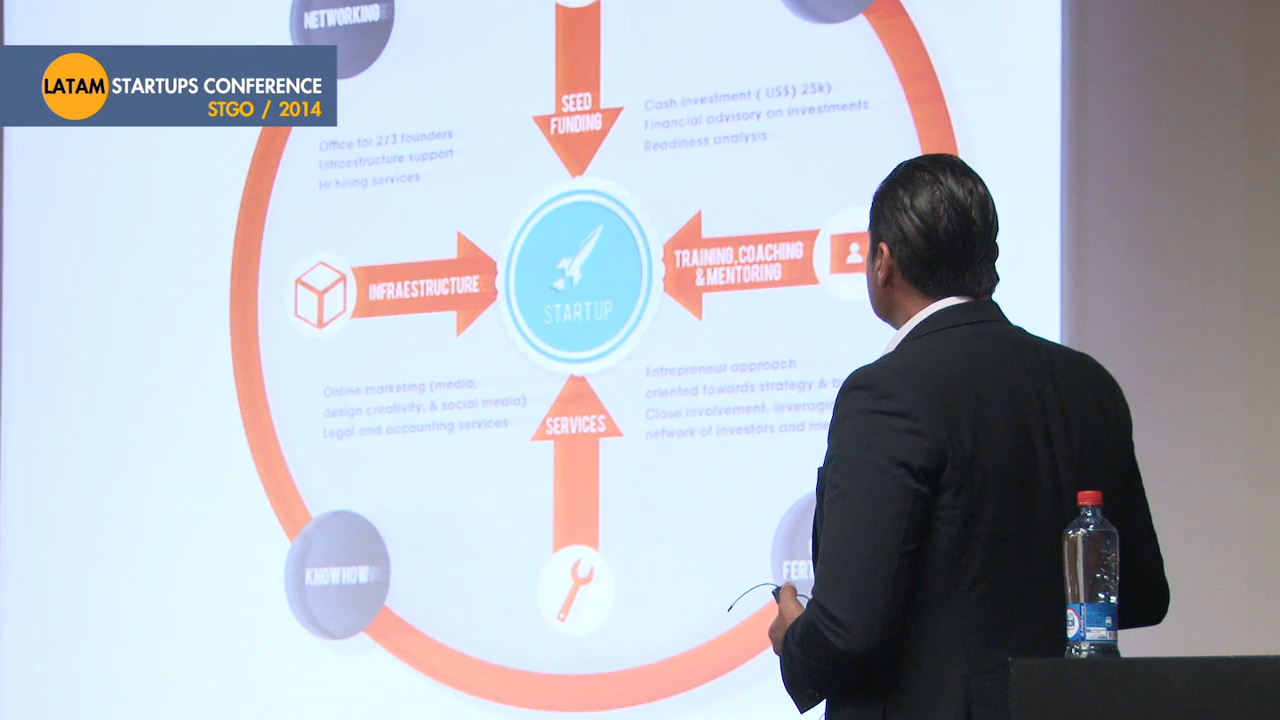 NETWORKING
LATAM STARTUPS CONFERENCE
STGO / 2014
SEED
FUNDING
Cash investment ( US$) 25k)
Financial advisory on investments
Readiness analysis
Office for 2/3 founders
Infraestructure support
Hr hiring services
INFRAESTRUCTURE
TRAINING, COACHING
& MENTORING
STARTUP
Online marketing (media,
design creativity, & social media)
Legal and accounting services
SERVICES
Entrepreneur approach
oriented towards strategy &
Close involvement,
network of investors and
KNOW HOW